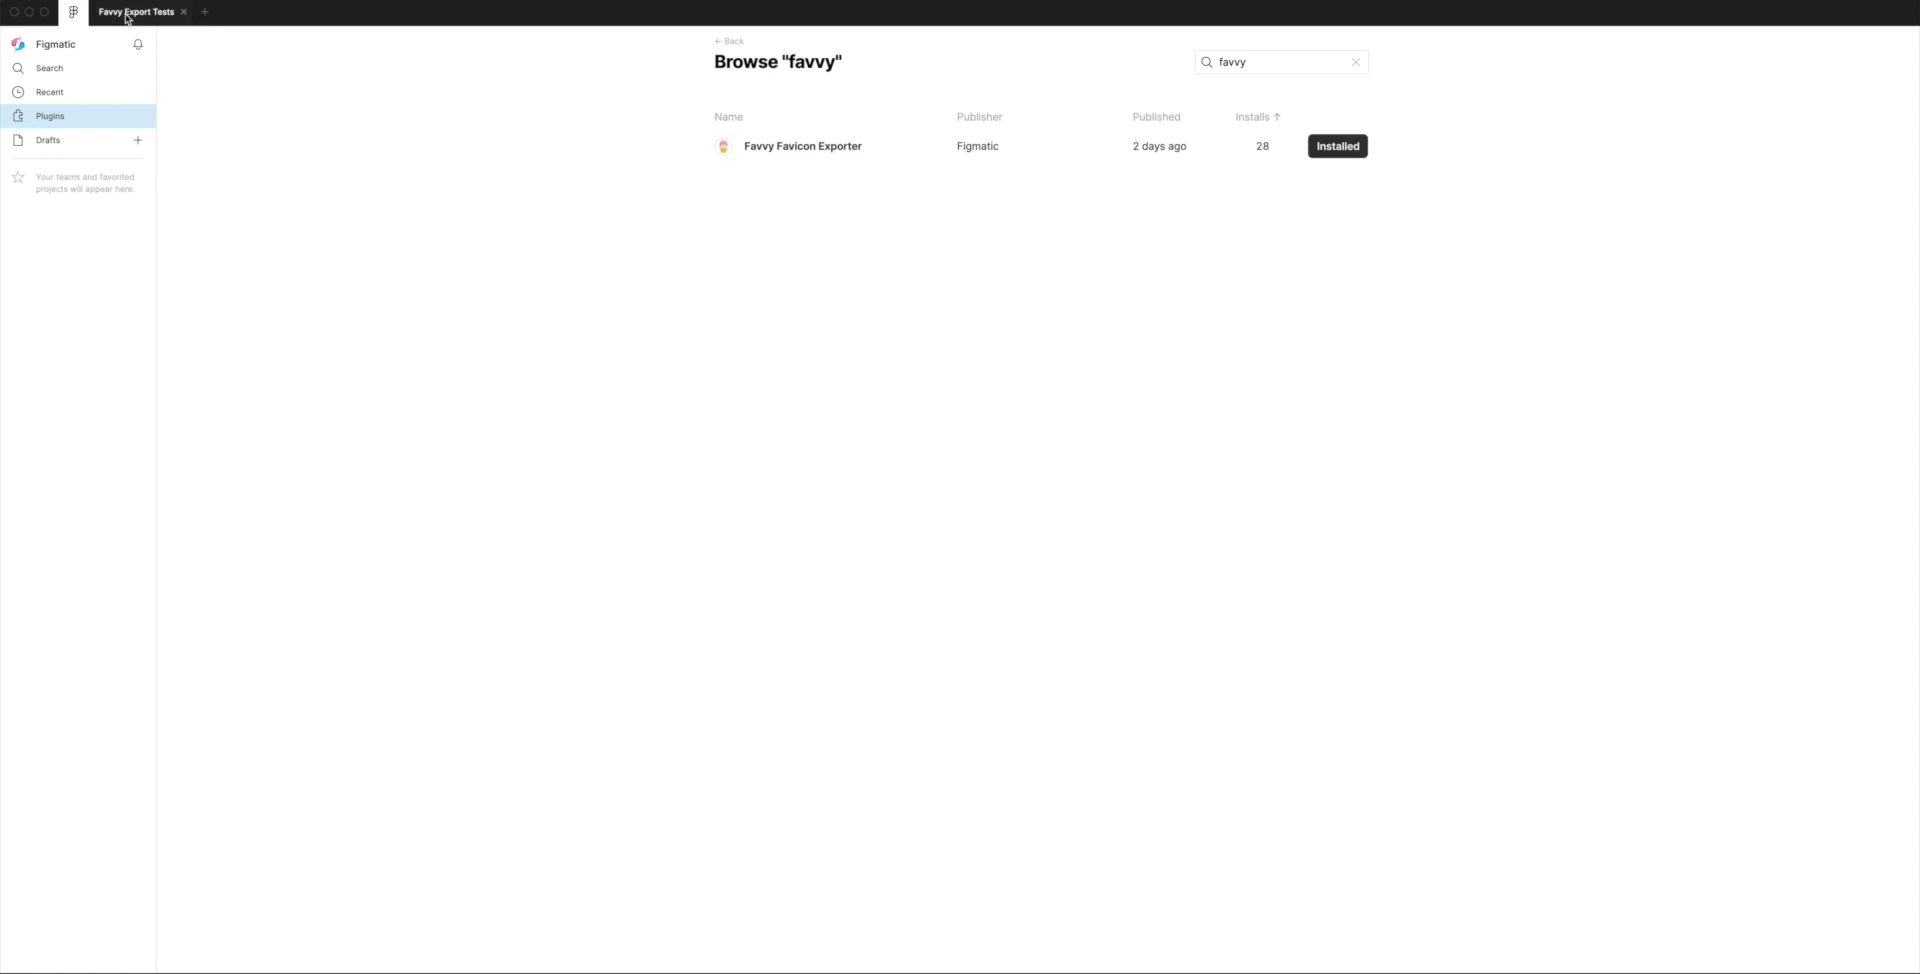 Favvy Export Tests
Figmatic
Search
Recent
Plugins
Drafts
Your teams and favorited
projects will appear here.
← Back
Browse "favvy"
favvy
Name Publisher Published Installs ↑
Favvy Favicon Exporter Figmatic 2 days ago 28 Installed